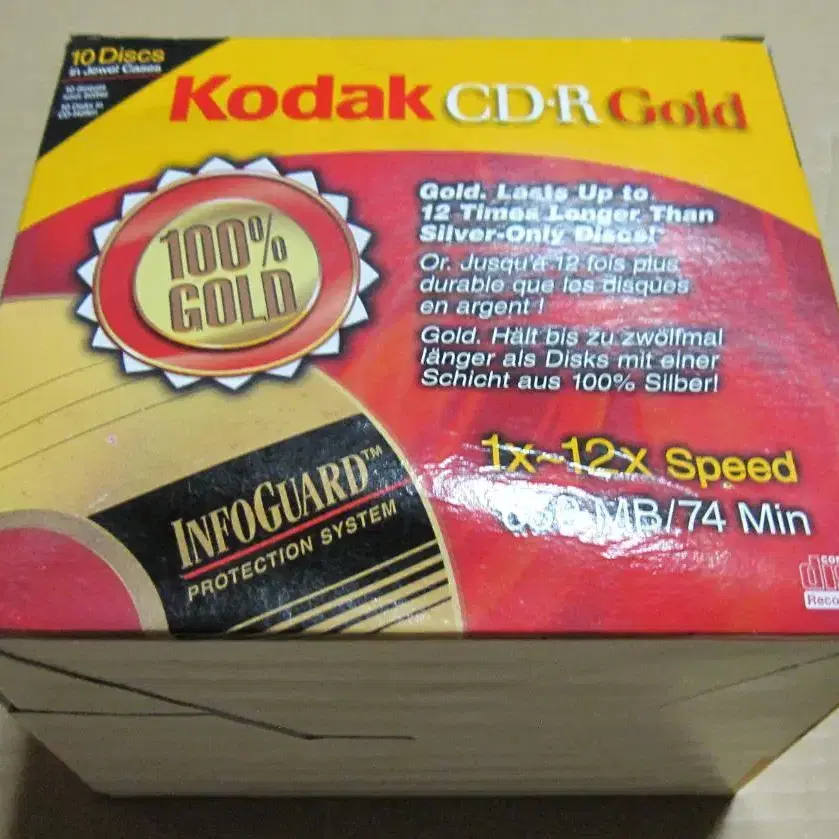 10 Discs
in Jewel Cases
Kodak CD-R Gold
100%
GOLD
Gold. Lasts Up to
12 Times Longer Than
Silver-Only Discs!*
Or. Jusqu'à 12 fois plus
durable que les disques
en argent !
Gold. Hält bis zu zwölfmal
länger als Disks mit einer
Schicht aus 100% Silber!
INFOGUARD™
PROTECTION SYSTEM
1x-12x Speed
MB/74 Min